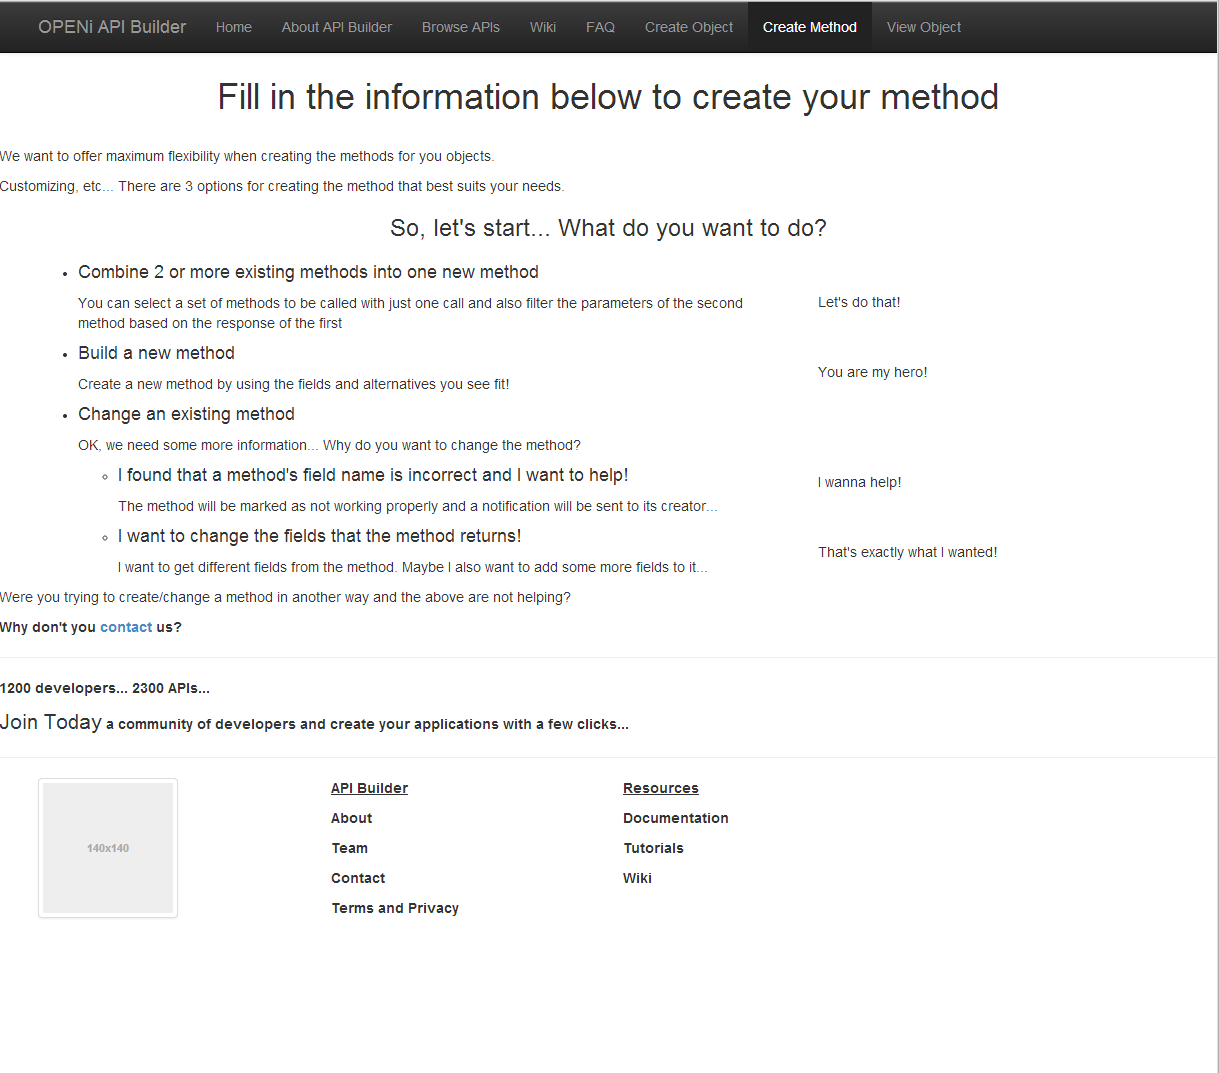 OPENi API Builder Home About API Builder Browse APIs Wiki FAQ Create Object Create Method View Object
Fill in the information below to create your method
We want to offer maximum flexibility when creating the methods for you objects.
Customizing, etc... There are 3 options for creating the method that best suits your needs.
So, let's start... What do you want to do?
Combine 2 or more existing methods into one new method
You can select a set of methods to be called with just one call and also filter the parameters of the second
method based on the response of the first
Let's do that!
Build a new method
Create a new method by using the fields and alternatives you see fit!
You are my hero!
Change an existing method
OK, we need some more information... Why do you want to change the method?
I found that a method's field name is incorrect and I want to help!
The method will be marked as not working properly and a notification will be sent to its creator...
I wanna help!
I want to change the fields that the method returns!
I want to get different fields from the method. Maybe I also want to add some more fields to it...
That's exactly what I wanted!
Were you trying to create/change a method in another way and the above are not helping?
Why don't you contact us?
1200 developers... 2300 APIs...
Join Today a community of developers and create your applications with a few clicks...
140x140
API Builder
About
Team
Contact
Terms and Privacy
Resources
Documentation
Tutorials
Wiki